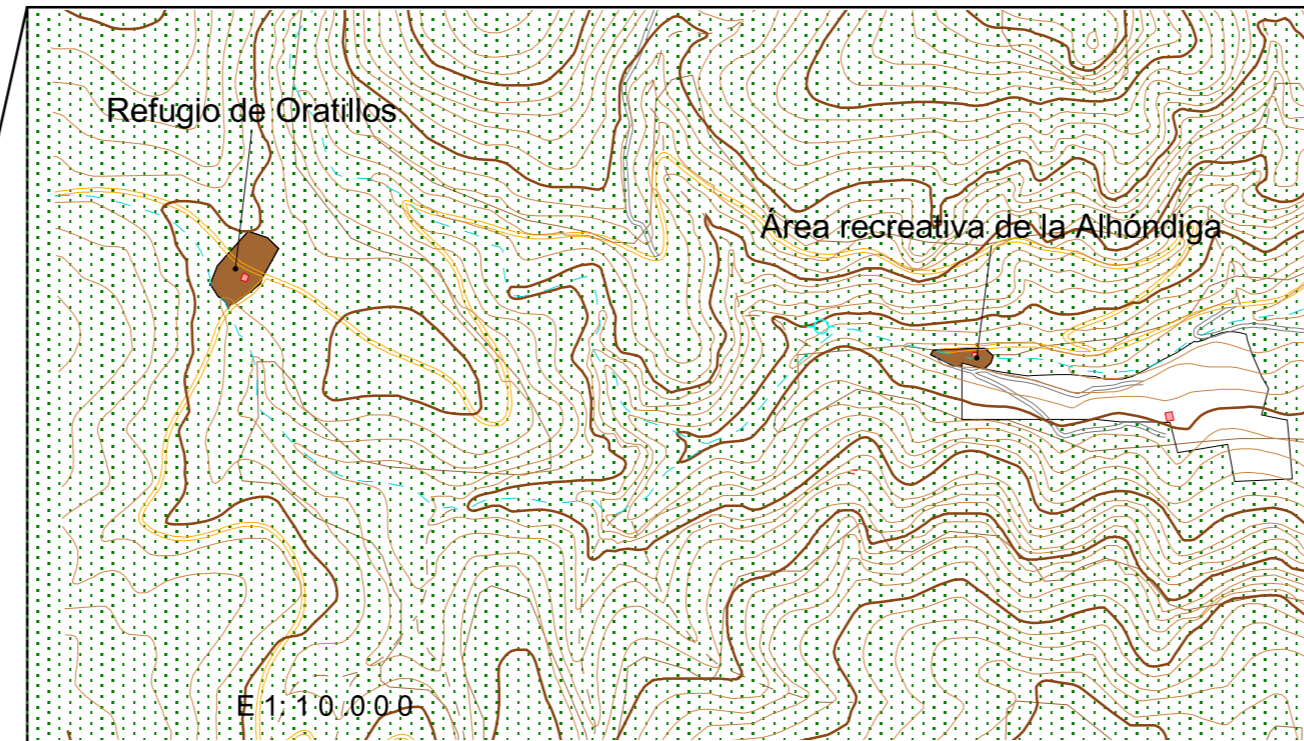 Refugio de Oratillos
Área recreativa de la Alhóndiga
E 1:10.000